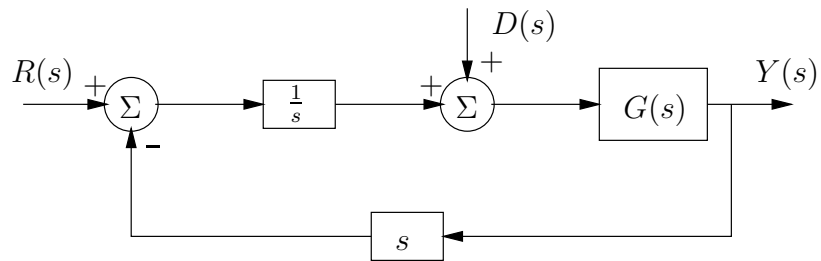 D(s)
R(s)
+
Σ
1/s
+
+
Σ
G(s)
Y(s)
−
s